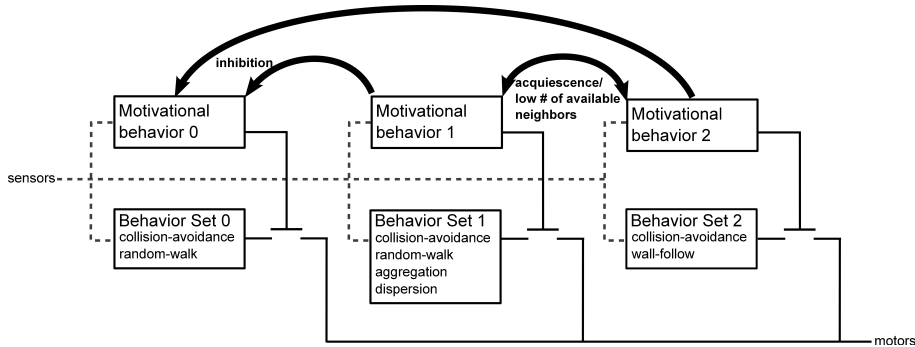 inhibition
acquiescence/
low # of available
neighbors
Motivational
behavior 0
Motivational
behavior 1
Motivational
behavior 2
sensors
Behavior Set 0
collision-avoidance
random-walk
Behavior Set 1
collision-avoidance
random-walk
aggregation
dispersion
Behavior Set 2
collision-avoidance
wall-follow
motors